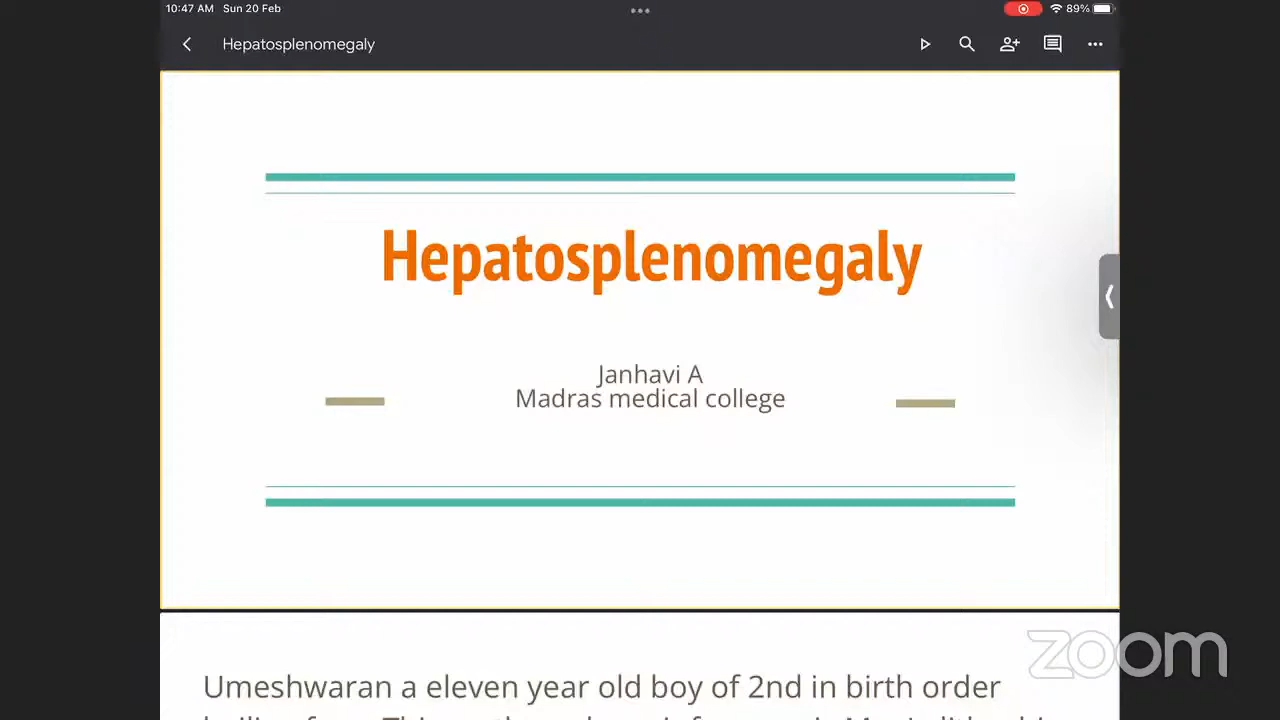 10:47 AM Sun 20 Feb
89%
Hepatosplenomegaly
Hepatosplenomegaly
Janhavi A
Madras medical college
Umeshwaran a eleven year old boy of 2nd in birth order
zoom